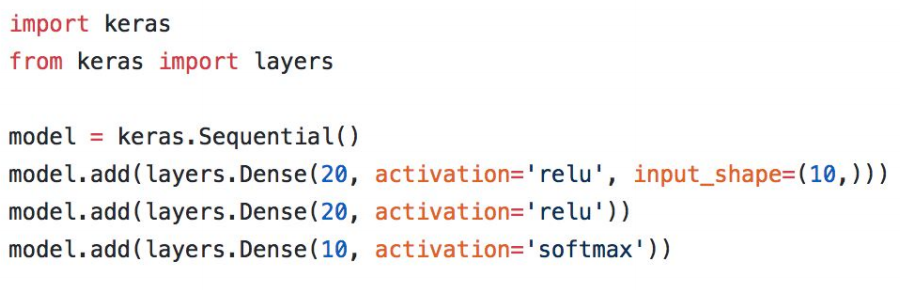 import keras
from keras import layers

model = keras.Sequential()
model.add(layers.Dense(20, activation='relu', input_shape=(10,)))
model.add(layers.Dense(20, activation='relu'))
model.add(layers.Dense(10, activation='softmax'))